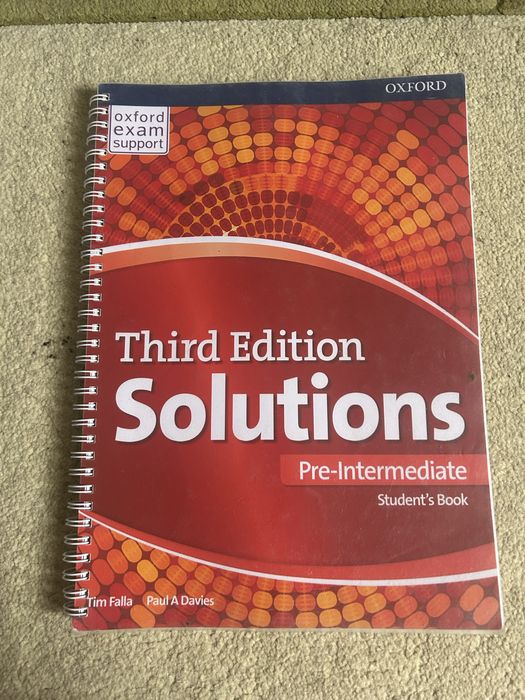 OXFORD
oxford
exam
support
Third Edition
Solutions
Pre-Intermediate
Student's Book
Tim Falla Paul A Davies